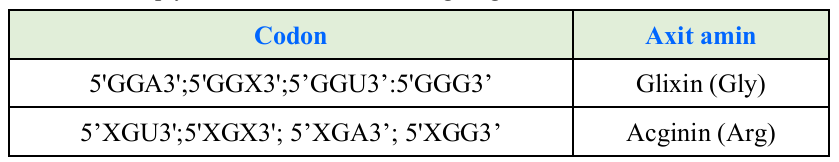 Codon Axit amin
5'GGA3';5'GGX3';5’GGU3’:5'GGG3’ Glixin (Gly)
5’XGU3';5'XGX3'; 5’XGA3’; 5'XGG3’ Acginin (Arg)